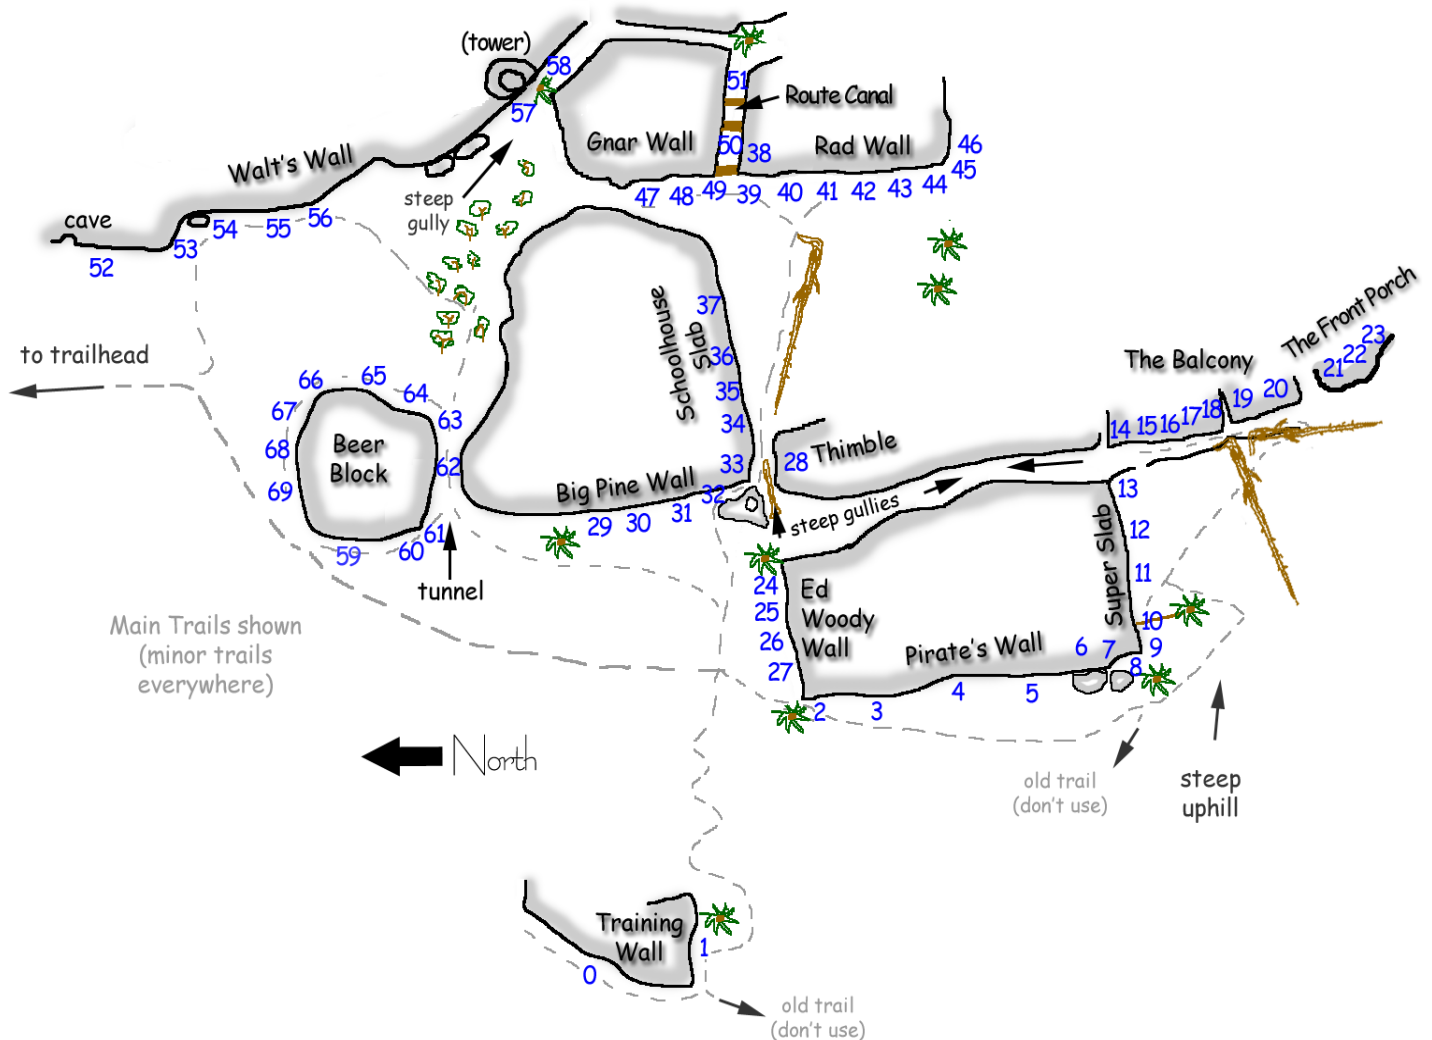 (tower)
58
57
51
Route Canal
Gnar Wall
50
38
Rad Wall
46
45
44
43
42
41
40
39
49
48
47
Walt's Wall
steep
gully
cave
52
53
54
55
56
to trailhead
66
65
64
63
67
68
69
62
Beer
Block
59
60
61
tunnel
Schoolhouse
Slab
37
36
35
34
33
32
Big Pine Wall
29
30
31
28
Thimble
steep gullies
The Balcony
The Front Porch
14
15
16
17
18
19
20
21
22
23
13
12
11
10
9
8
Super Slab
24
25
26
27
Ed
Woody
Wall
Pirate's Wall
6
7
2
3
4
5
Main Trails shown
(minor trails
everywhere)
North
old trail
(don't use)
steep
uphill
Training
Wall
0
1
old trail
(don't use)